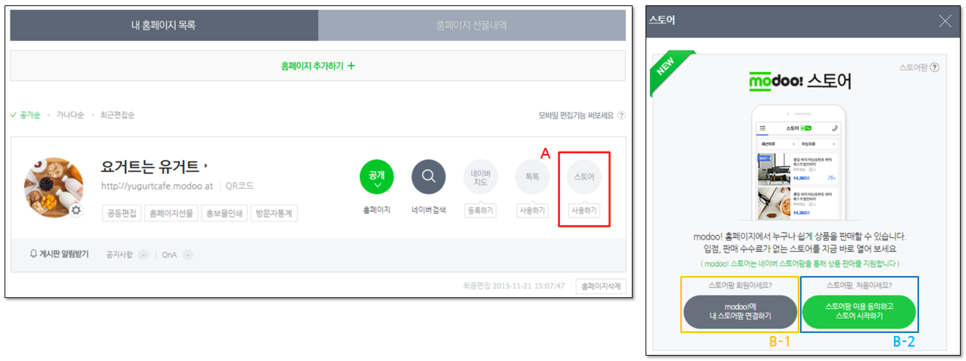 내 홈페이지 목록
홈페이지 선물내역
홈페이지 추가하기 +
공개순 · 가나다순 · 최근편집순
모바일 편집기능 써보세요 ?
A
요거트는 유거트
http://yugurtcafe.modoo.at | QR코드
공동편집
홈페이지선물
홍보물인쇄
방문자통계
공개
홈페이지
네이버검색
네이버
지도
등록하기
톡톡
사용하기
스토어
사용하기
게시판 알림받기
공지사항 -
QnA -
최종편집 2015-11-21 15:07:47
홈페이지삭제
스토어
NEW
스토어팜 ?
modoo! 스토어
스토어
14,360원
14,360원
modoo! 홈페이지에서 누구나 쉽게 상품을 판매할 수 있습니다.
입점, 판매 수수료가 없는 스토어를 지금 바로 열어 보세요
( modoo! 스토어는 네이버 스토어팜을 통해 상품 판매를 지원합니다 )
스토어팜 회원이세요?
modoo!에
내 스토어팜 연결하기
B-1
스토어팜, 처음이세요?
스토어팜 이용 동의하고
스토어 시작하기
B-2